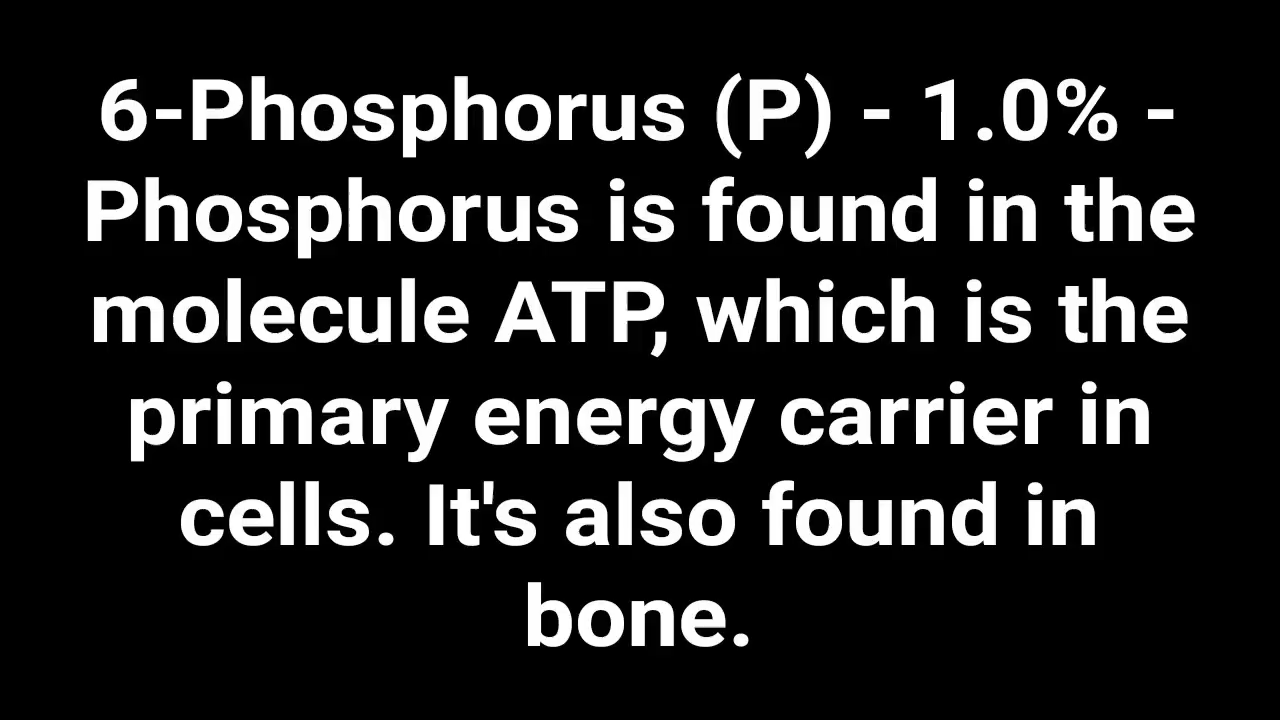 6-Phosphorus (P) - 1.0% -
Phosphorus is found in the
molecule ATP, which is the
primary energy carrier in
cells. It's also found in
bone.